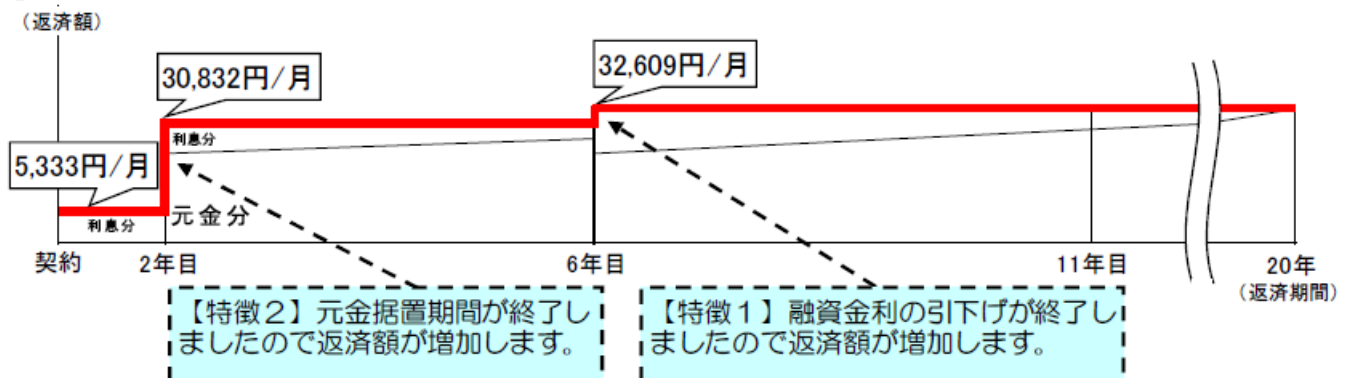 （返済額）
32,609円/月
30,832円/月
利息分
5,333円/月
利息分
元金分
契約
2年目
6年目
11年目
20年
（返済期間）
【特徴２】元金据置期間が終了し
ましたので返済額が増加します。
【特徴１】融資金利の引下げが終了し
ましたので返済額が増加します。